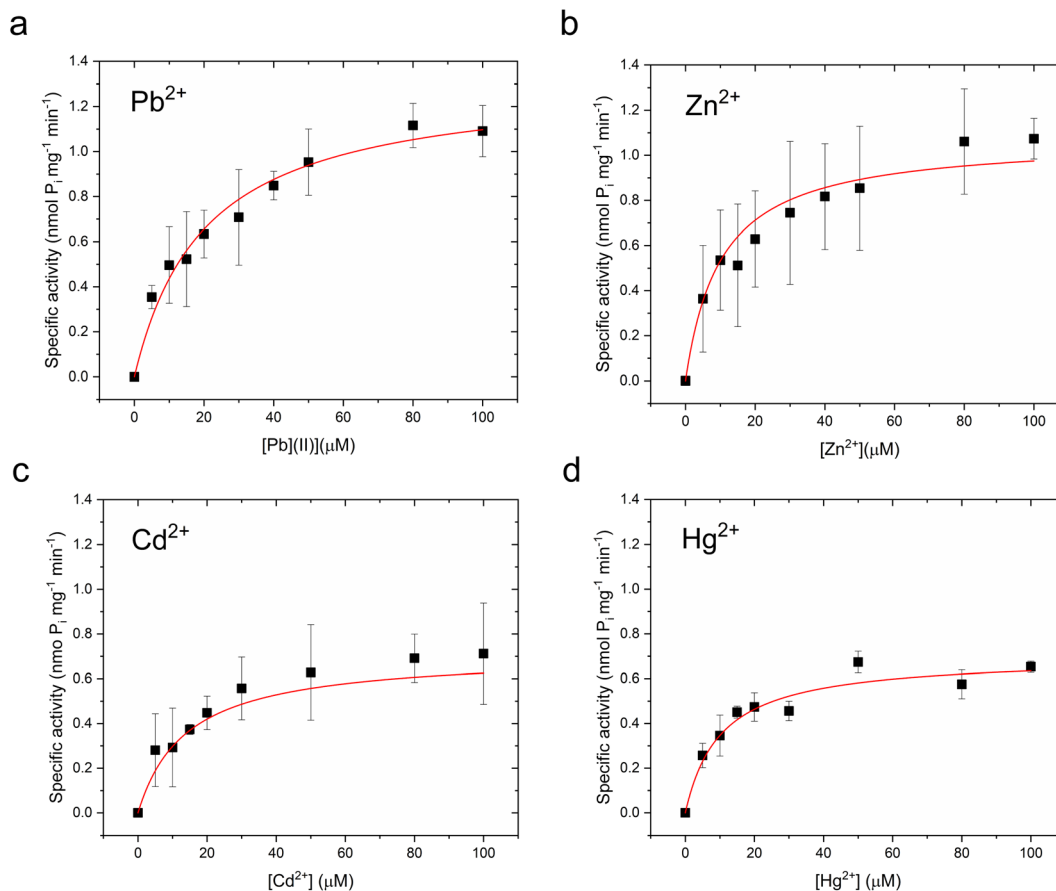 a
Pb²⁺
Specific activity (nmol Pᵢ mg⁻¹ min⁻¹)
1.4
1.2
1.0
0.8
0.6
0.4
0.2
0.0
0 20 40 60 80 100
[Pb](II)](μM)
b
Zn²⁺
Specific activity (nmol Pᵢ mg⁻¹ min⁻¹)
1.4
1.2
1.0
0.8
0.6
0.4
0.2
0.0
0 20 40 60 80 100
[Zn²⁺](μM)
c
Cd²⁺
Specific activity (nmo Pᵢ mg⁻¹ min⁻¹)
1.4
1.2
1.0
0.8
0.6
0.4
0.2
0.0
0 20 40 60 80 100
[Cd²⁺] (μM)
d
Hg²⁺
Specific activity (nmol Pᵢ mg⁻¹ min⁻¹)
1.4
1.2
1.0
0.8
0.6
0.4
0.2
0.0
0 20 40 60 80 100
[Hg²⁺] (μM)